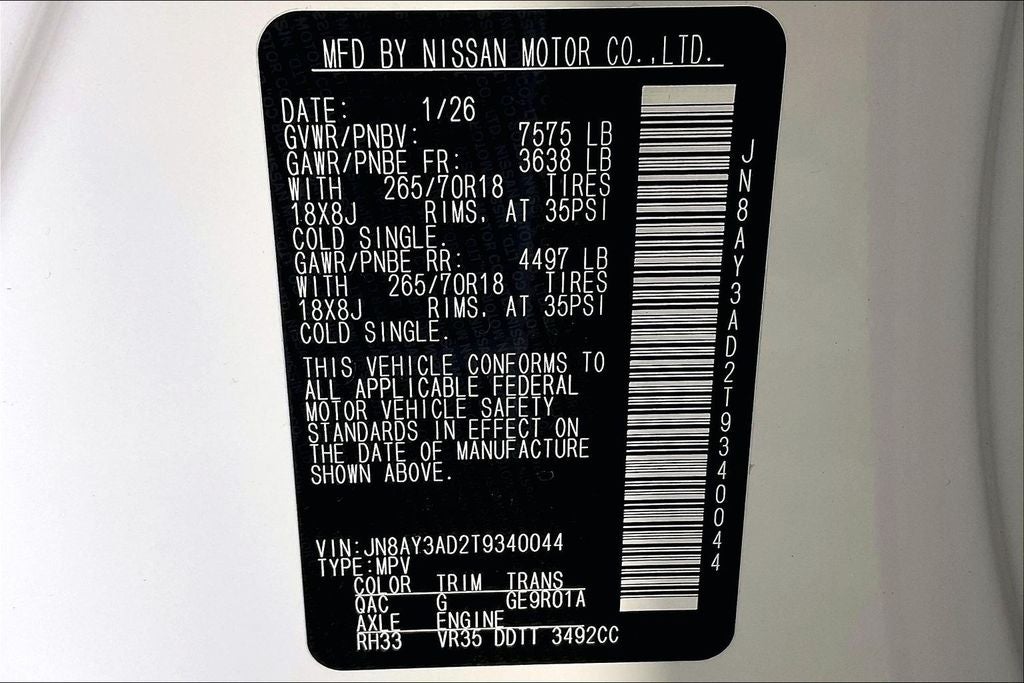 MFD BY NISSAN MOTOR CO.,LTD.
DATE: 1/26
GVWR/PNBV: 7575 LB
GAWR/PNBE FR: 3638 LB
WITH 265/70R18 TIRES
18X8J RIMS, AT 35PSI
COLD SINGLE.
GAWR/PNBE RR: 4497 LB
WITH 265/70R18 TIRES
18X8J RIMS, AT 35PSI
COLD SINGLE.
THIS VEHICLE CONFORMS TO
ALL APPLICABLE FEDERAL
MOTOR VEHICLE SAFETY
STANDARDS IN EFFECT ON
THE DATE OF MANUFACTURE
SHOWN ABOVE.
VIN:JN8AY3AD2T9340044
TYPE:MPV
COLOR TRIM TRANS
QAC G GE9R01A
AXLE ENGINE
RH33 VR35 DDTT 3492CC
JN8AY3AD2T9340044